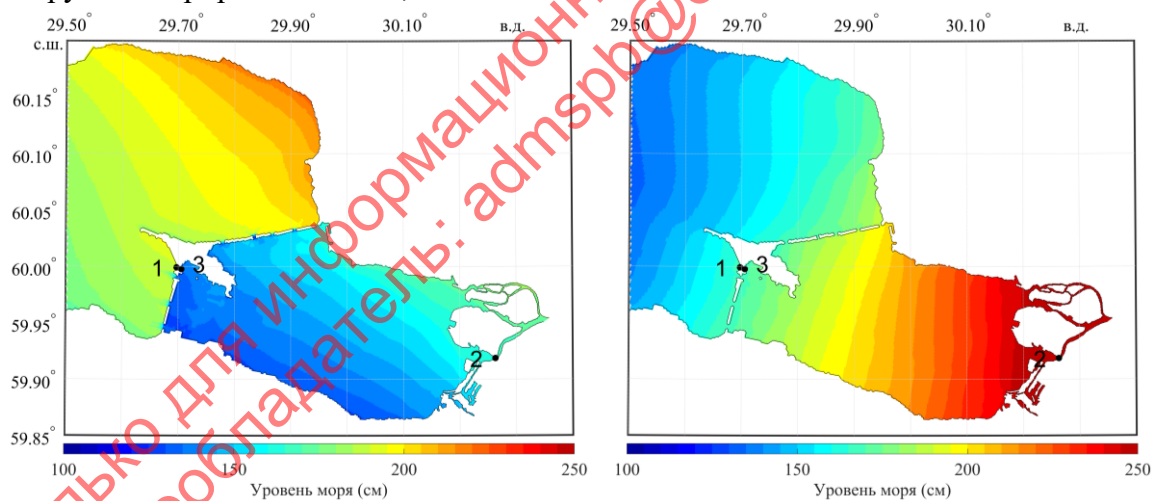 29.50° 29.70° 29.90° 30.10° в.д. 29.50° 29.70° 29.90° 30.10° в.д.
с.ш.
60.15°
60.10°
60.05°
60.00°
59.95°
59.90°
59.85°
1 3
2
1 3
2
100 150 200 250 100 150 200 250
Уровень моря (см) Уровень моря (см)
лько для информационн
рообладатель: admspb@